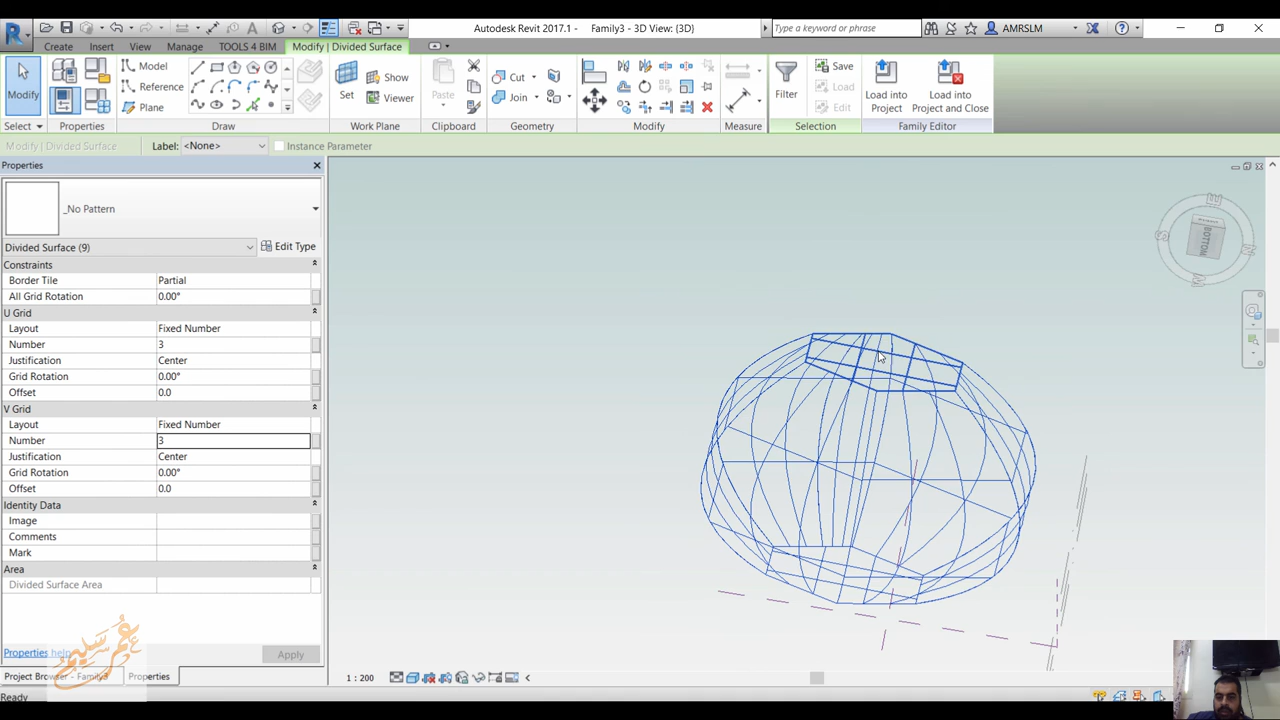 Autodesk Revit 2017.1 - Family3 - 3D View: {3D}
Type a keyword or phrase
AMRSLM
Create Insert View Manage TOOLS 4 BIM Modify | Divided Surface
Modify
Select
Properties
Model
Reference
Plane
Draw
Set
Show
Viewer
Work Plane
Paste
Clipboard
Cut
Join
Geometry
Modify
Measure
Filter
Save
Load
Edit
Selection
Load into
Project
Load into
Project and Close
Family Editor
Modify | Divided Surface Label: <None> Instance Parameter
Properties
_No Pattern
Divided Surface (9) Edit Type
Constraints
Border Tile Partial
All Grid Rotation 0.00°
U Grid
Layout Fixed Number
Number 3
Justification Center
Grid Rotation 0.00°
Offset 0.0
V Grid
Layout Fixed Number
Number 3
Justification Center
Grid Rotation 0.00°
Offset 0.0
Identity Data
Image
Comments
Mark
Area
Divided Surface Area
Properties help
Apply
Project Browser - Family3 Properties
1 : 200
Ready
BOTTOM
E
S
N
عمر سليم